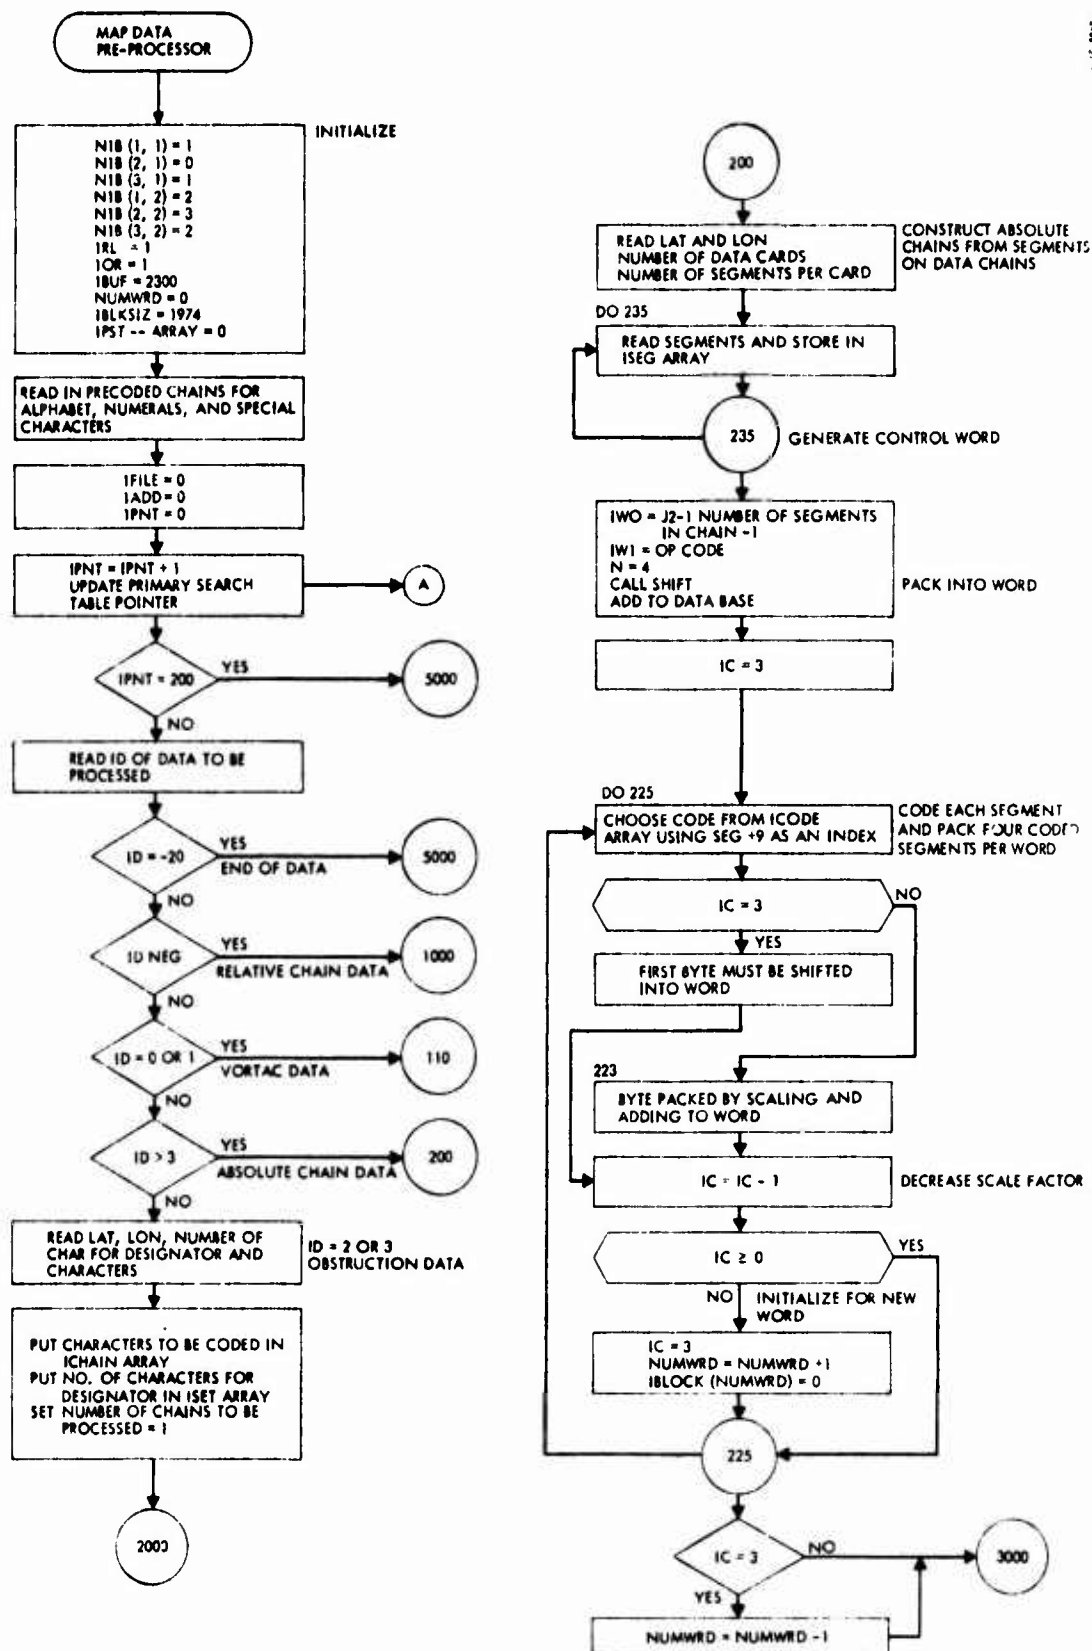 MAP DATA
PRE-PROCESSOR
INITIALIZE
NIB (1, 1) = 1
NIB (2, 1) = 0
NIB (3, 1) = 1
NIB (1, 2) = 2
NIB (2, 2) = 3
NIB (3, 2) = 2
IRL = 1
IOR = 1
IBUF = 2300
NUMWRD = 0
IBLKSIZ = 1974
IPST -- ARRAY = 0
READ IN PRECODED CHAINS FOR
ALPHABET, NUMERALS, AND SPECIAL
CHARACTERS
IFILE = 0
IADD = 0
IPNT = 0
IPNT = IPNT + 1
UPDATE PRIMARY SEARCH
TABLE POINTER
A
IPNT = 200
YES
5000
NO
READ ID OF DATA TO BE
PROCESSED
ID = -20
YES
END OF DATA
5000
NO
ID NEG
YES
RELATIVE CHAIN DATA
1000
NO
ID = 0 OR 1
YES
VORTAC DATA
110
NO
ID > 3
YES
ABSOLUTE CHAIN DATA
200
NO
READ LAT, LON, NUMBER OF
CHAR FOR DESIGNATOR AND
CHARACTERS
ID = 2 OR 3
OBSTRUCTION DATA
PUT CHARACTERS TO BE CODED IN
ICHAIN ARRAY
PUT NO. OF CHARACTERS FOR
DESIGNATOR IN ISET ARRAY
SET NUMBER OF CHAINS TO BE
PROCESSED = 1
2000
200
READ LAT AND LON
NUMBER OF DATA CARDS
NUMBER OF SEGMENTS PER CARD
CONSTRUCT ABSOLUTE
CHAINS FROM SEGMENTS
ON DATA CHAINS
DO 235
READ SEGMENTS AND STORE IN
ISEG ARRAY
235
GENERATE CONTROL WORD
IWO = J2-1 NUMBER OF SEGMENTS
IN CHAIN -1
IW1 = OP CODE
N = 4
CALL SHIFT
ADD TO DATA BASE
PACK INTO WORD
IC = 3
DO 225
CHOOSE CODE FROM ICODE
ARRAY USING SEG +9 AS AN INDEX
CODE EACH SEGMENT
AND PACK FOUR CODED
SEGMENTS PER WORD
IC = 3
NO
YES
FIRST BYTE MUST BE SHIFTED
INTO WORD
223
BYTE PACKED BY SCALING AND
ADDING TO WORD
IC = IC - 1
DECREASE SCALE FACTOR
IC ≥ 0
YES
NO
INITIALIZE FOR NEW
WORD
IC = 3
NUMWRD = NUMWRD +1
IBLOCK (NUMWRD) = 0
225
IC = 3
NO
3000
YES
NUMWRD = NUMWRD -1